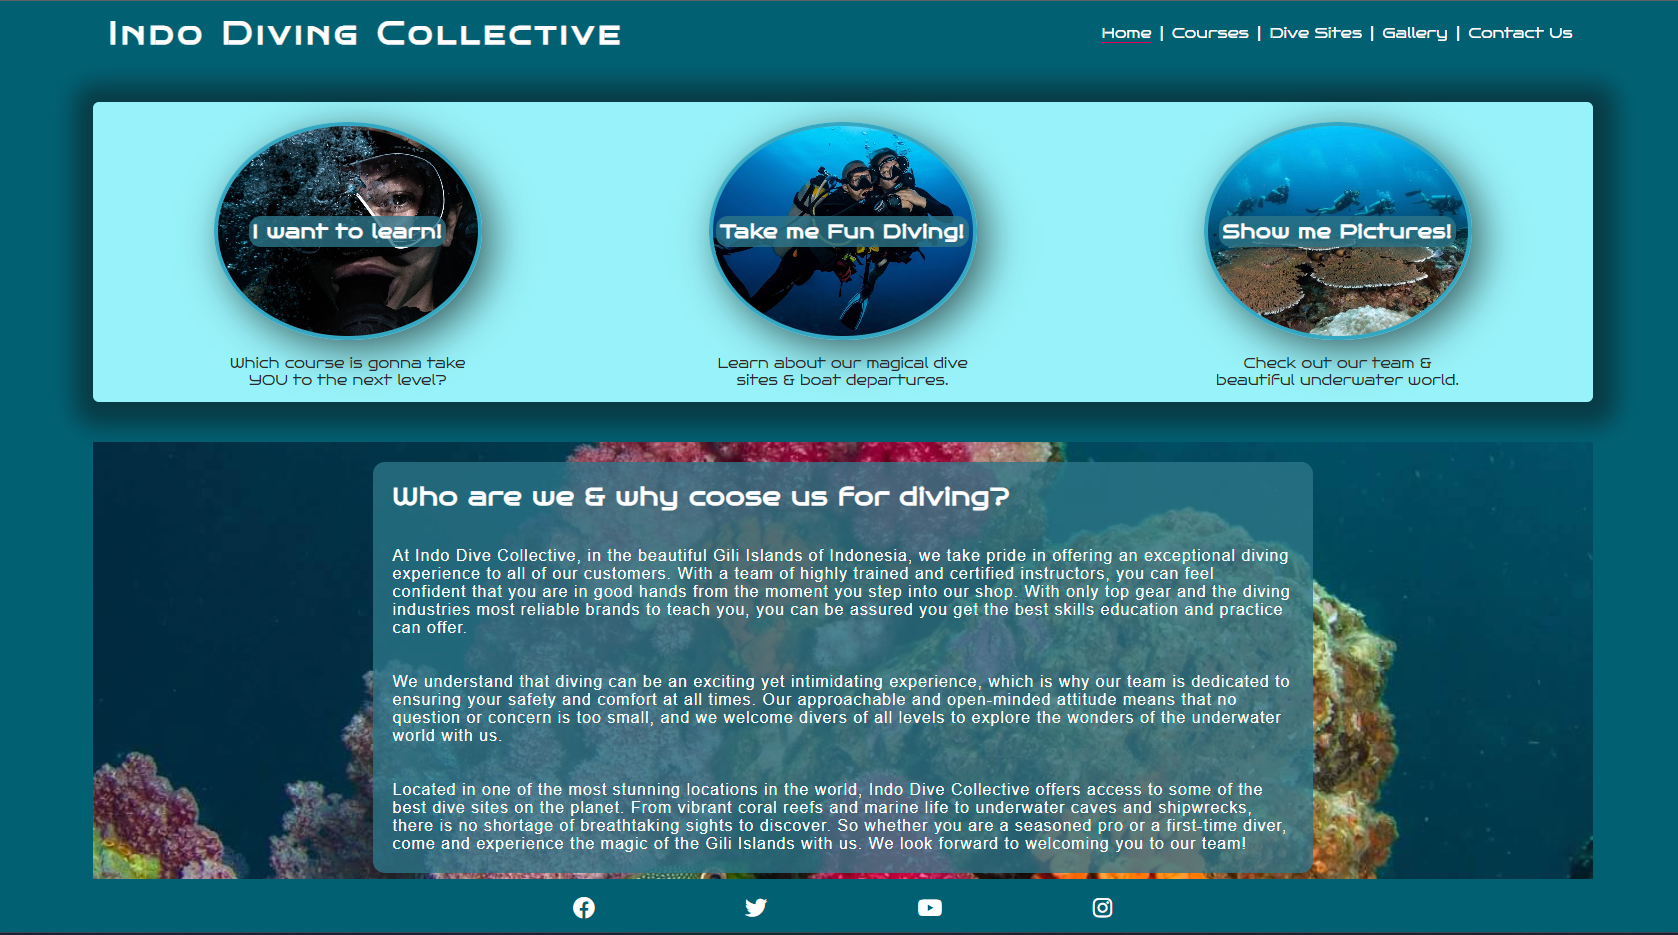 Indo Diving Collective
Home | Courses | Dive Sites | Gallery | Contact Us
I want to learn!
Take me Fun Diving!
Show me Pictures!
Which course is gonna take
YOU to the next level?
Learn about our magical dive
sites & boat departures.
Check out our team &
beautiful underwater world.
Who are we & why coose us for diving?
At Indo Dive Collective, in the beautiful Gili Islands of Indonesia, we take pride in offering an exceptional diving
experience to all of our customers. With a team of highly trained and certified instructors, you can feel
confident that you are in good hands from the moment you step into our shop. With only top gear and the diving
industries most reliable brands to teach you, you can be assured you get the best skills education and practice
can offer.
We understand that diving can be an exciting yet intimidating experience, which is why our team is dedicated to
ensuring your safety and comfort at all times. Our approachable and open-minded attitude means that no
question or concern is too small, and we welcome divers of all levels to explore the wonders of the underwater
world with us.
Located in one of the most stunning locations in the world, Indo Dive Collective offers access to some of the
best dive sites on the planet. From vibrant coral reefs and marine life to underwater caves and shipwrecks,
there is no shortage of breathtaking sights to discover. So whether you are a seasoned pro or a first-time diver,
come and experience the magic of the Gili Islands with us. We look forward to welcoming you to our team!